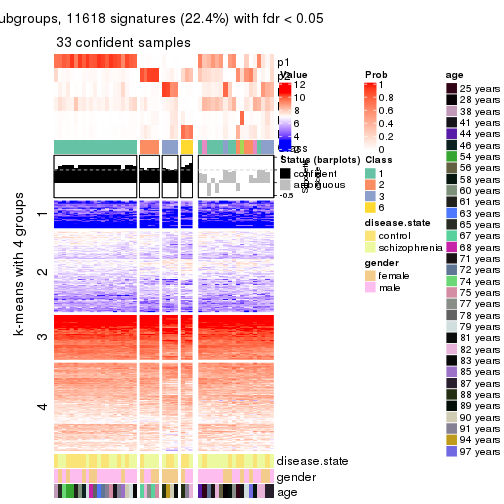 ubgroups, 11618 signatures (22.4%) with fdr < 0.05
33 confident samples
p1
Value
12
10
8
6
4
2
Prob
1
0.8
0.6
0.4
0.2
0
age
25 years
28 years
38 years
41 years
44 years
46 years
54 years
56 years
58 years
60 years
61 years
63 years
65 years
67 years
68 years
71 years
72 years
74 years
75 years
77 years
78 years
79 years
81 years
82 years
83 years
85 years
87 years
88 years
89 years
90 years
91 years
94 years
97 years
Status (barplots)
confident
ambiguous
-0.5
Class
1
2
3
6
disease.state
control
schizophrenia
gender
female
male
k-means with 4 groups
1
2
3
4
disease.state
gender
age